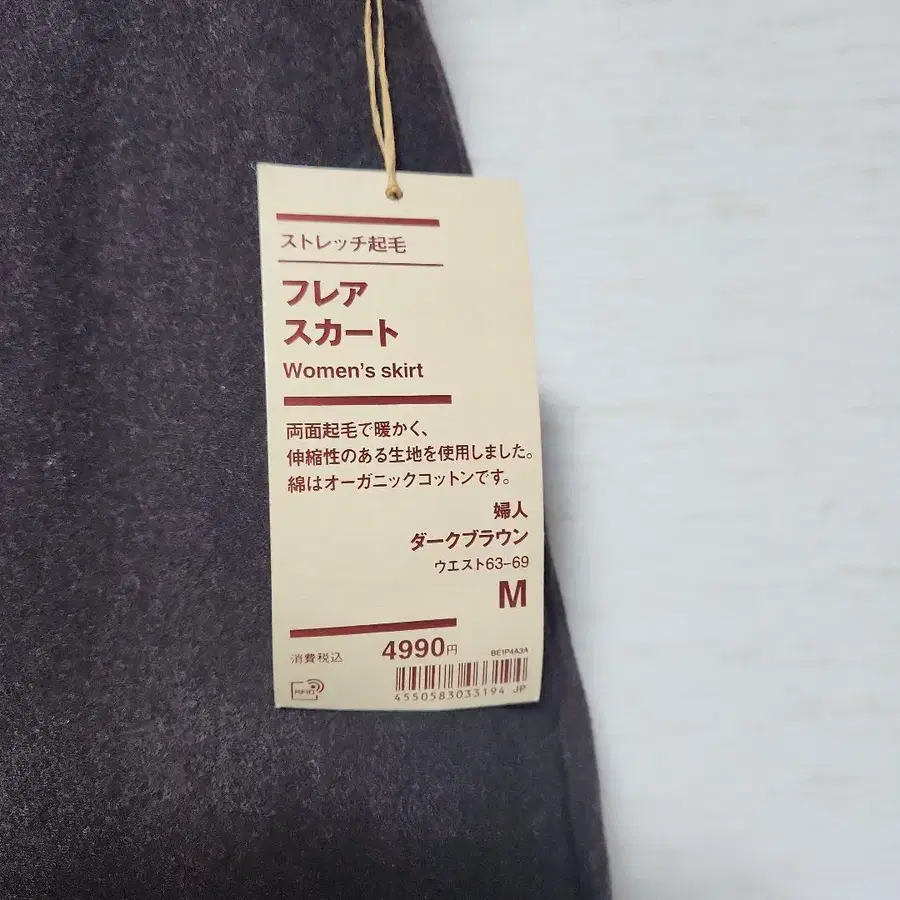 ストレッチ起毛
フレア
スカート
Women's skirt
両面起毛で暖かく、
伸縮性のある生地を使用しました。
綿はオーガニックコットンです。
婦人
ダークブラウン
ウエスト63-69
M
消費税込 4990円
BE1P4A3A
RFID
4550583033194 JP